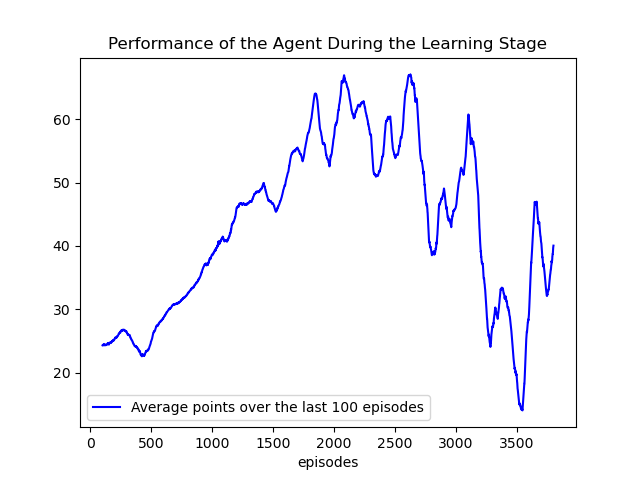 Performance of the Agent During the Learning Stage
60
50
40
30
20
Average points over the last 100 episodes
0 500 1000 1500 2000 2500 3000 3500
episodes